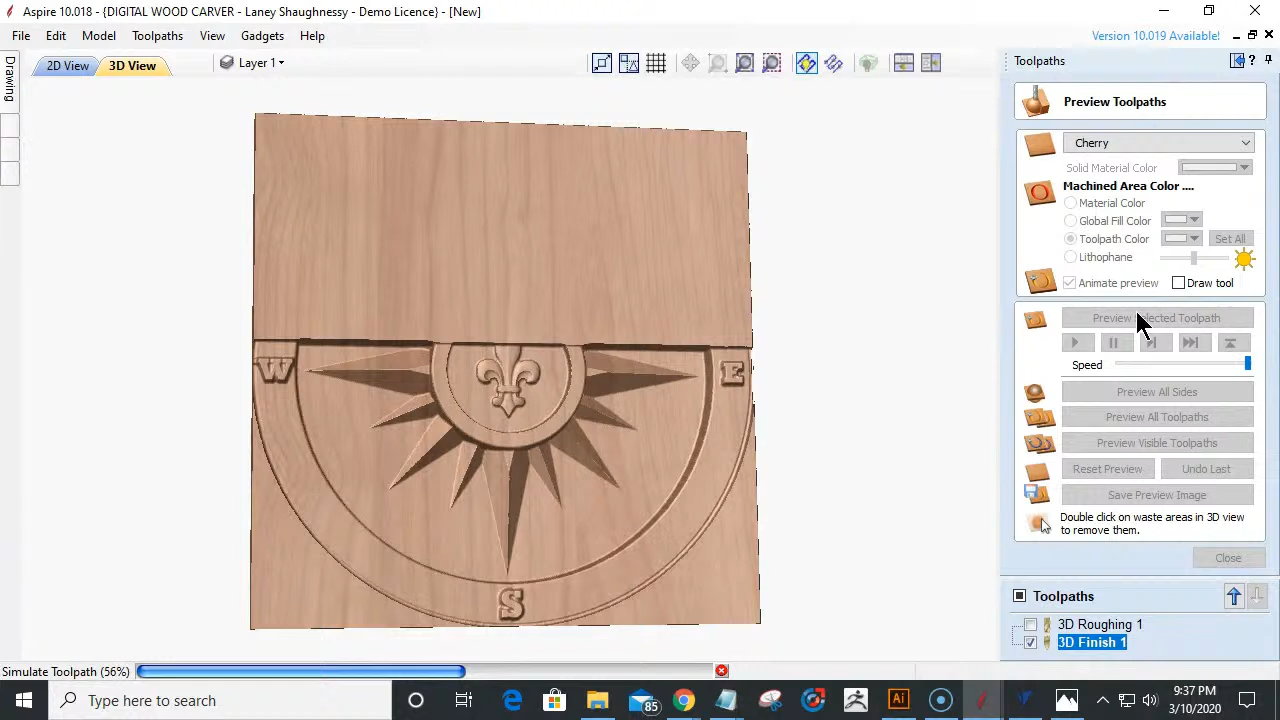 Aspire 10.018 - {DIGITAL WOOD CARVER - Laney Shaughnessy - Demo Licence} - [New]
File Edit Model Toolpaths View Gadgets Help
Version 10.019 Available!
2D View 3D View Layer 1
Drawing
W E
S
Toolpaths
Preview Toolpaths
Cherry
Solid Material Color
Machined Area Color ....
Material Color
Global Fill Color
Toolpath Color Set All
Lithophane
Animate preview Draw tool
Preview Selected Toolpath
Speed
Preview All Sides
Preview All Toolpaths
Preview Visible Toolpaths
Reset Preview Undo Last
Save Preview Image
Double click on waste areas in 3D view
to remove them.
Close
Toolpaths
3D Roughing 1
3D Finish 1
Simulate Toolpath (56%)
Type here to search
85
Ai
9:37 PM
3/10/2020